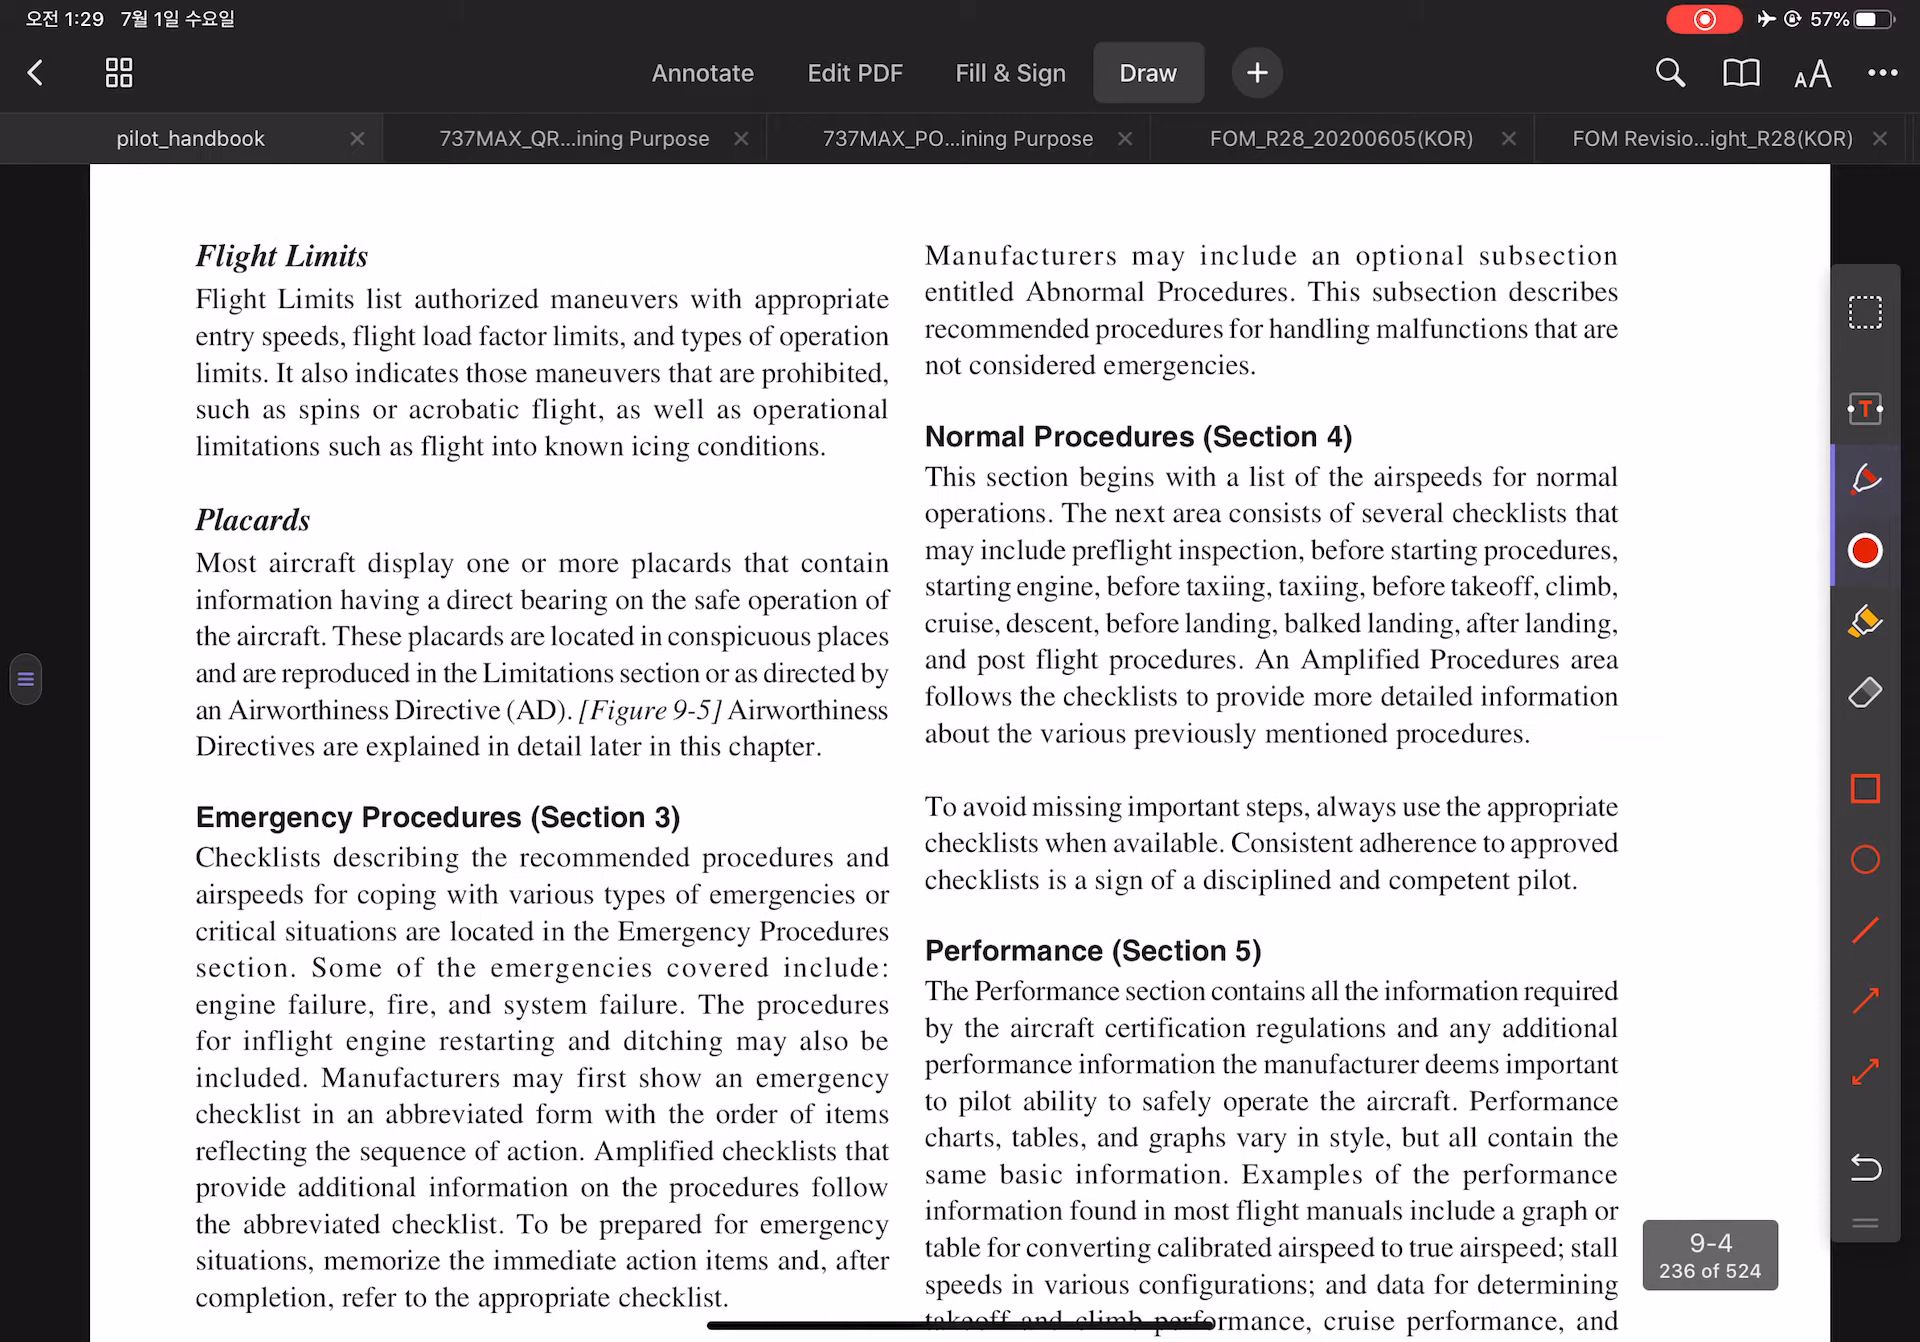 오전 1:29 7월 1일 수요일
57%
Annotate
Edit PDF
Fill & Sign
Draw
AA
pilot_handbook
737MAX_QR...ining Purpose
737MAX_PO...ining Purpose
FOM_R28_20200605(KOR)
FOM Revisio...ight_R28(KOR)
Flight Limits
Flight Limits list authorized maneuvers with appropriate
entry speeds, flight load factor limits, and types of operation
limits. It also indicates those maneuvers that are prohibited,
such as spins or acrobatic flight, as well as operational
limitations such as flight into known icing conditions.
Placards
Most aircraft display one or more placards that contain
information having a direct bearing on the safe operation of
the aircraft. These placards are located in conspicuous places
and are reproduced in the Limitations section or as directed by
an Airworthiness Directive (AD). [Figure 9-5] Airworthiness
Directives are explained in detail later in this chapter.
Emergency Procedures (Section 3)
Checklists describing the recommended procedures and
airspeeds for coping with various types of emergencies or
critical situations are located in the Emergency Procedures
section. Some of the emergencies covered include:
engine failure, fire, and system failure. The procedures
for inflight engine restarting and ditching may also be
included. Manufacturers may first show an emergency
checklist in an abbreviated form with the order of items
reflecting the sequence of action. Amplified checklists that
provide additional information on the procedures follow
the abbreviated checklist. To be prepared for emergency
situations, memorize the immediate action items and, after
completion, refer to the appropriate checklist.
Manufacturers may include an optional subsection
entitled Abnormal Procedures. This subsection describes
recommended procedures for handling malfunctions that are
not considered emergencies.
Normal Procedures (Section 4)
This section begins with a list of the airspeeds for normal
operations. The next area consists of several checklists that
may include preflight inspection, before starting procedures,
starting engine, before taxiing, taxiing, before takeoff, climb,
cruise, descent, before landing, balked landing, after landing,
and post flight procedures. An Amplified Procedures area
follows the checklists to provide more detailed information
about the various previously mentioned procedures.
To avoid missing important steps, always use the appropriate
checklists when available. Consistent adherence to approved
checklists is a sign of a disciplined and competent pilot.
Performance (Section 5)
The Performance section contains all the information required
by the aircraft certification regulations and any additional
performance information the manufacturer deems important
to pilot ability to safely operate the aircraft. Performance
charts, tables, and graphs vary in style, but all contain the
same basic information. Examples of the performance
information found in most flight manuals include a graph or
table for converting calibrated airspeed to true airspeed; stall
speeds in various configurations; and data for determining
takeoff and climb performance, cruise performance, and
T
9-4
236 of 524